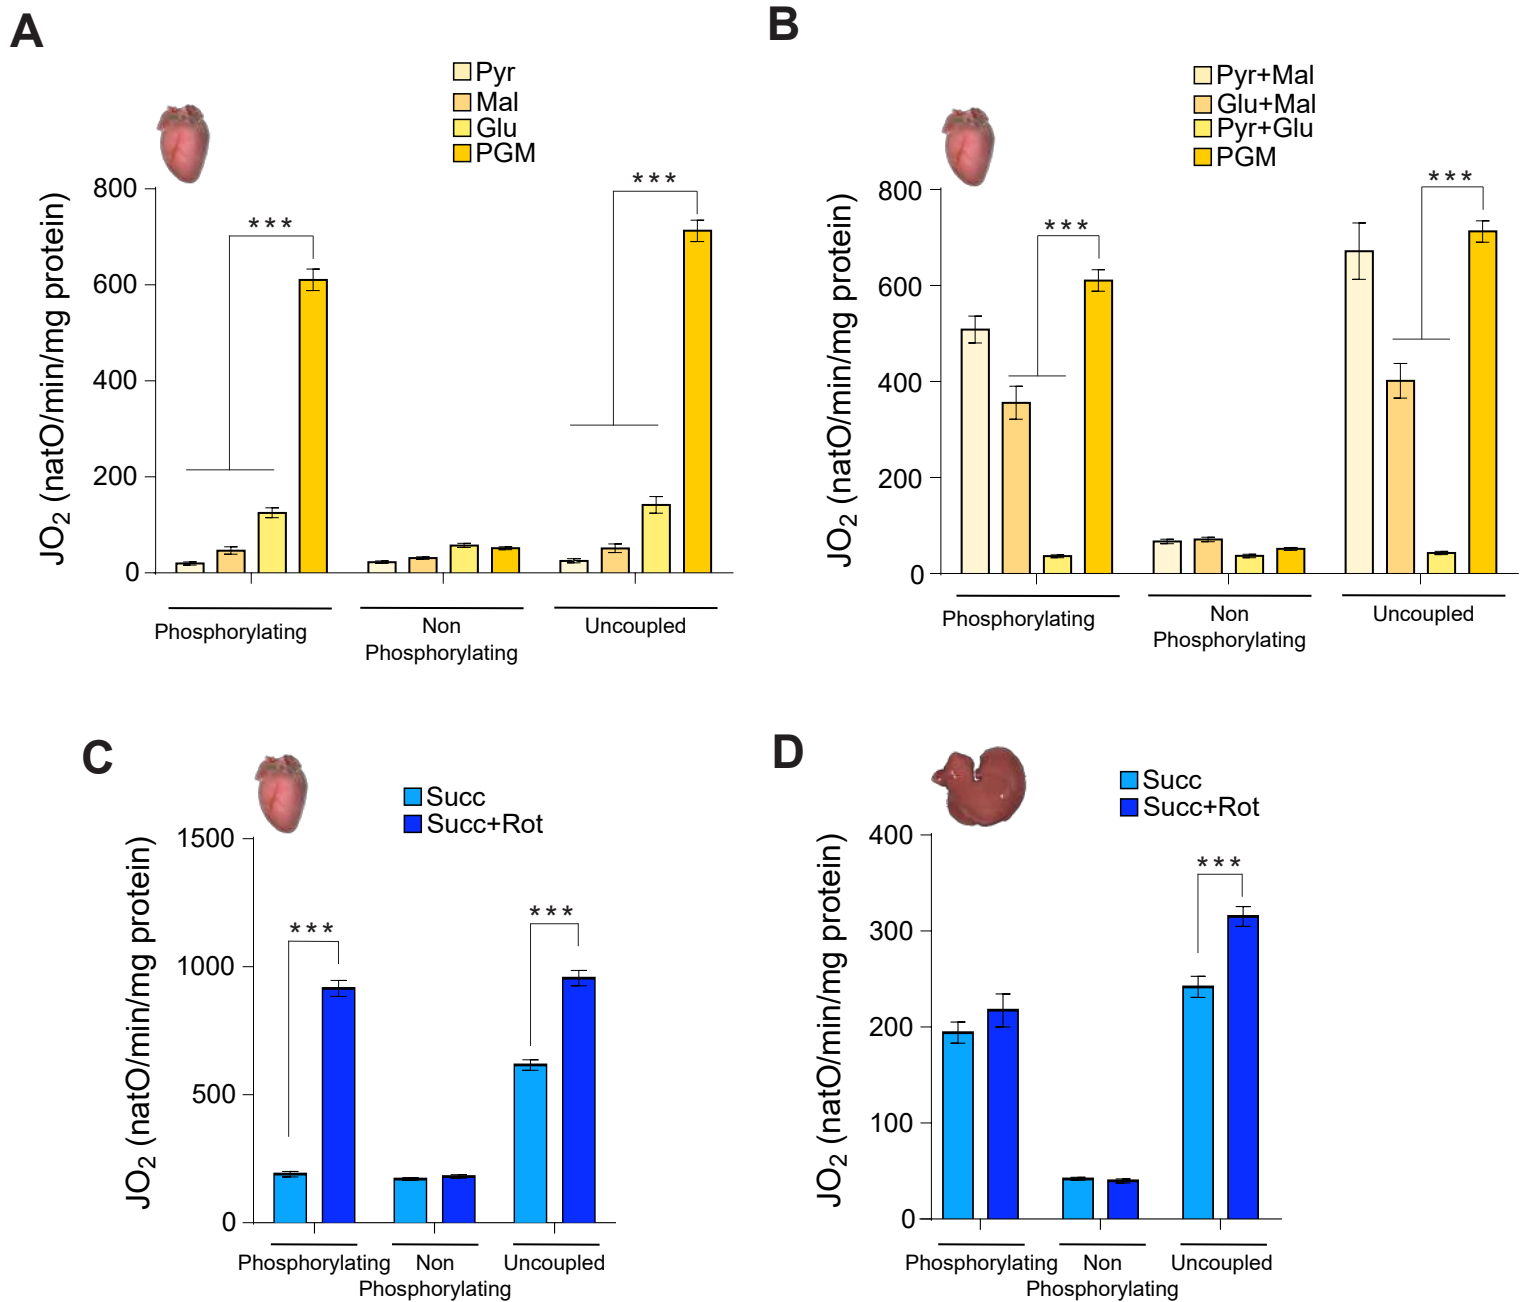 A
Pyr
Mal
Glu
PGM
JO2 (natO/min/mg protein)
800
600
400
200
0
***
***
Phosphorylating
Non
Phosphorylating
Uncoupled
B
Pyr+Mal
Glu+Mal
Pyr+Glu
PGM
JO2 (natO/min/mg protein)
800
600
400
200
0
***
***
Phosphorylating
Non
Phosphorylating
Uncoupled
C
Succ
Succ+Rot
JO2 (natO/min/mg protein)
1500
1000
500
0
***
***
Phosphorylating
Non
Phosphorylating
Uncoupled
D
Succ
Succ+Rot
JO2 (natO/min/mg protein)
400
300
200
100
0
***
Phosphorylating
Non
Phosphorylating
Uncoupled